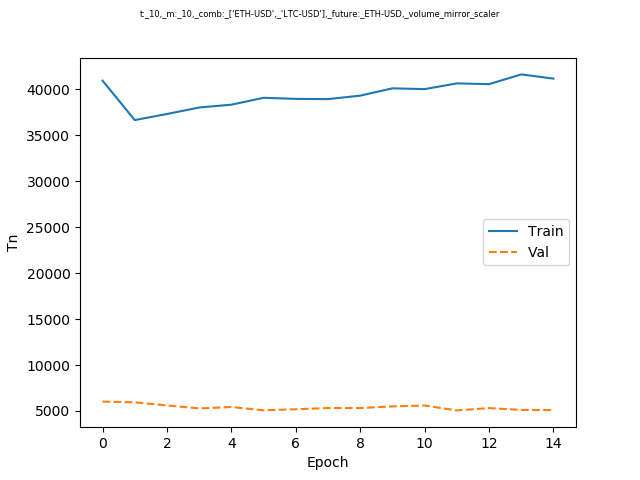 t:_10,_m:_10,_comb:_['ETH-USD',_'LTC-USD'],_future:_ETH-USD,_volume_mirror_scaler
40000
35000
30000
25000
20000
15000
10000
5000
Tn
Train
Val
0 2 4 6 8 10 12 14
Epoch